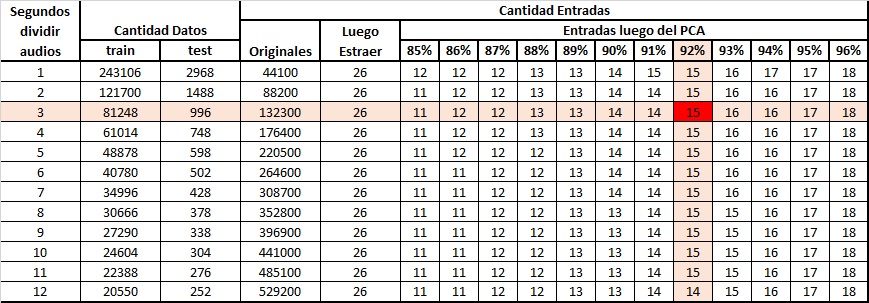 Segundos dividir audios | Cantidad Datos | Cantidad Entradas
train | test | Originales | Luego Estraer | Entradas luego del PCA
85% | 86% | 87% | 88% | 89% | 90% | 91% | 92% | 93% | 94% | 95% | 96%
1 | 243106 | 2968 | 44100 | 26 | 12 | 12 | 12 | 13 | 13 | 14 | 15 | 15 | 16 | 17 | 17 | 18
2 | 121700 | 1488 | 88200 | 26 | 11 | 12 | 12 | 13 | 13 | 14 | 14 | 15 | 16 | 16 | 17 | 18
3 | 81248 | 996 | 132300 | 26 | 11 | 12 | 12 | 13 | 13 | 14 | 14 | 15 | 16 | 16 | 17 | 18
4 | 61014 | 748 | 176400 | 26 | 11 | 12 | 12 | 13 | 13 | 14 | 14 | 15 | 16 | 16 | 17 | 18
5 | 48878 | 598 | 220500 | 26 | 11 | 12 | 12 | 12 | 13 | 14 | 14 | 15 | 16 | 16 | 17 | 18
6 | 40780 | 502 | 264600 | 26 | 11 | 11 | 12 | 12 | 13 | 14 | 14 | 15 | 16 | 16 | 17 | 18
7 | 34996 | 428 | 308700 | 26 | 11 | 11 | 12 | 12 | 13 | 14 | 14 | 15 | 16 | 16 | 17 | 18
8 | 30666 | 378 | 352800 | 26 | 11 | 11 | 12 | 12 | 13 | 13 | 14 | 15 | 15 | 16 | 17 | 18
9 | 27290 | 338 | 396900 | 26 | 11 | 11 | 12 | 12 | 13 | 13 | 14 | 15 | 15 | 16 | 17 | 18
10 | 24604 | 304 | 441000 | 26 | 11 | 11 | 12 | 12 | 13 | 13 | 14 | 15 | 15 | 16 | 17 | 18
11 | 22388 | 276 | 485100 | 26 | 11 | 11 | 12 | 12 | 13 | 13 | 14 | 15 | 15 | 16 | 17 | 18
12 | 20550 | 252 | 529200 | 26 | 11 | 11 | 12 | 12 | 13 | 13 | 14 | 14 | 15 | 16 | 17 | 18